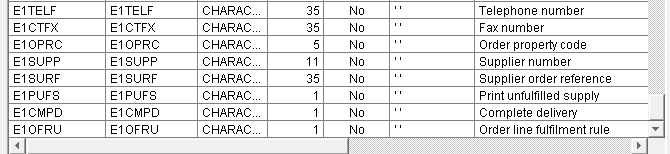 E1TELF E1TELF CHARAC... 35 No ' ' Telephone number
E1CTFX E1CTFX CHARAC... 35 No ' ' Fax number
E1OPRC E1OPRC CHARAC... 5 No ' ' Order property code
E1SUPP E1SUPP CHARAC... 11 No ' ' Supplier number
E1SURF E1SURF CHARAC... 35 No ' ' Supplier order reference
E1PUFS E1PUFS CHARAC... 1 No ' ' Print unfulfilled supply
E1CMPD E1CMPD CHARAC... 1 No ' ' Complete delivery
E1OFRU E1OFRU CHARAC... 1 No ' ' Order line fulfilment rule